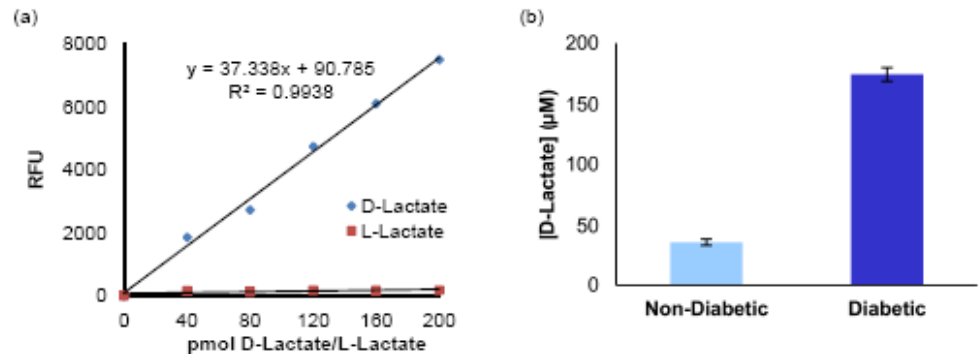 (a)
8000
6000
4000
2000
0
RFU
y = 37.338x + 90.785
R² = 0.9938
D-Lactate
L-Lactate
0 40 80 120 160 200
pmol D-Lactate/L-Lactate
(b)
200
150
100
50
0
[D-Lactate] (µM)
Non-Diabetic Diabetic